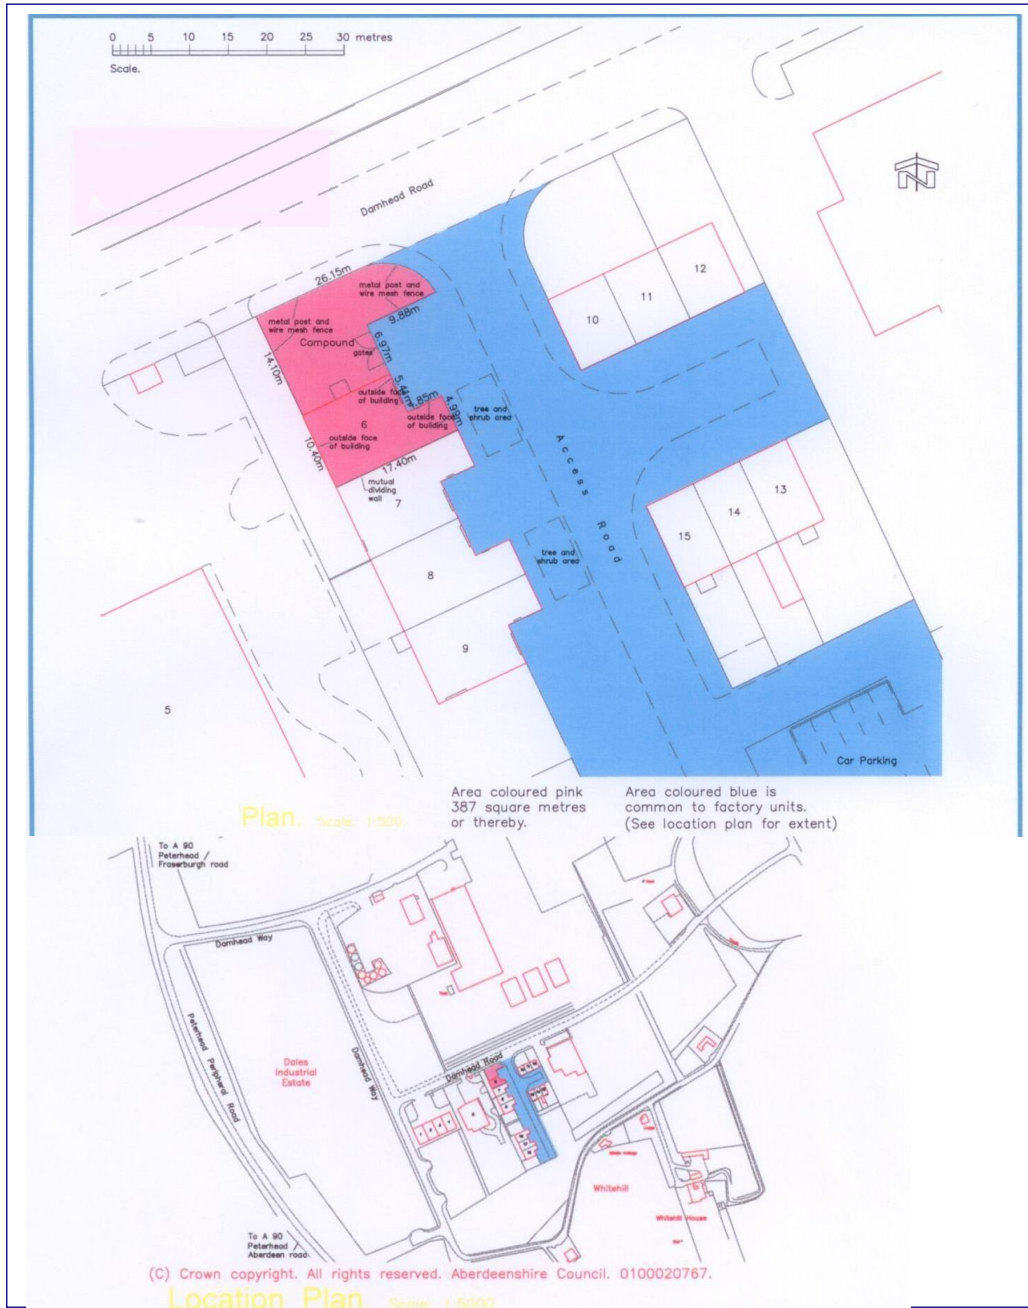 0 5 10 15 20 25 30 metres
Scale.
Damhead Road
26.15m
metal post and
wire mesh fence
9.88m
metal post and
wire mesh fence
Compound
gates
6.97m
14.10m
5.41m
outside face
of building
4.99m
outside face
of building
6
outside face
of building
10.40m
17.40m
mutual
dividing
wall
tree and
shrub area
12
11
10
7
8
9
5
Access Road
tree and
shrub area
13
14
15
Car Parking
Plan. Scale. 1:500.
Area coloured pink
387 square metres
or thereby.
Area coloured blue is
common to factory units.
(See location plan for extent)
To A 90
Peterhead /
Fraserburgh road
Damhead Way
Peterhead Peripheral Road
Dales
Industrial
Estate
Damhead Way
Damhead Road
Whitehill
Whitehill House
To A 90
Peterhead /
Aberdeen road
(C) Crown copyright. All rights reserved. Aberdeenshire Council. 0100020767.
Location Plan. Scale. 1:5000